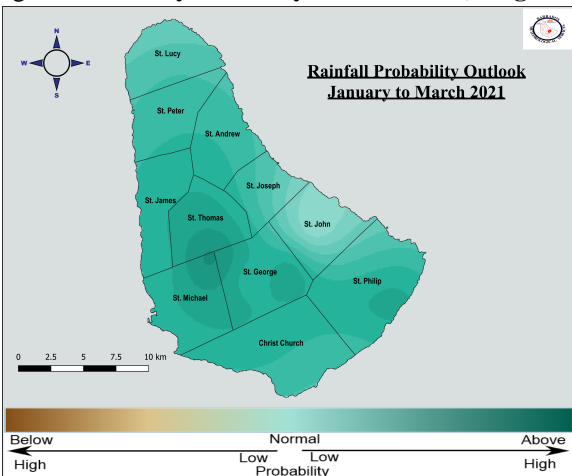 N
W E
S
Rainfall Probability Outlook
January to March 2021
St. Lucy
St. Peter
St. Andrew
St. Joseph
St. James
St. Thomas
St. John
St. George
St. Philip
St. Michael
Christ Church
0 2.5 5 7.5 10 km
Below Normal Above
High Low Low High
Probability